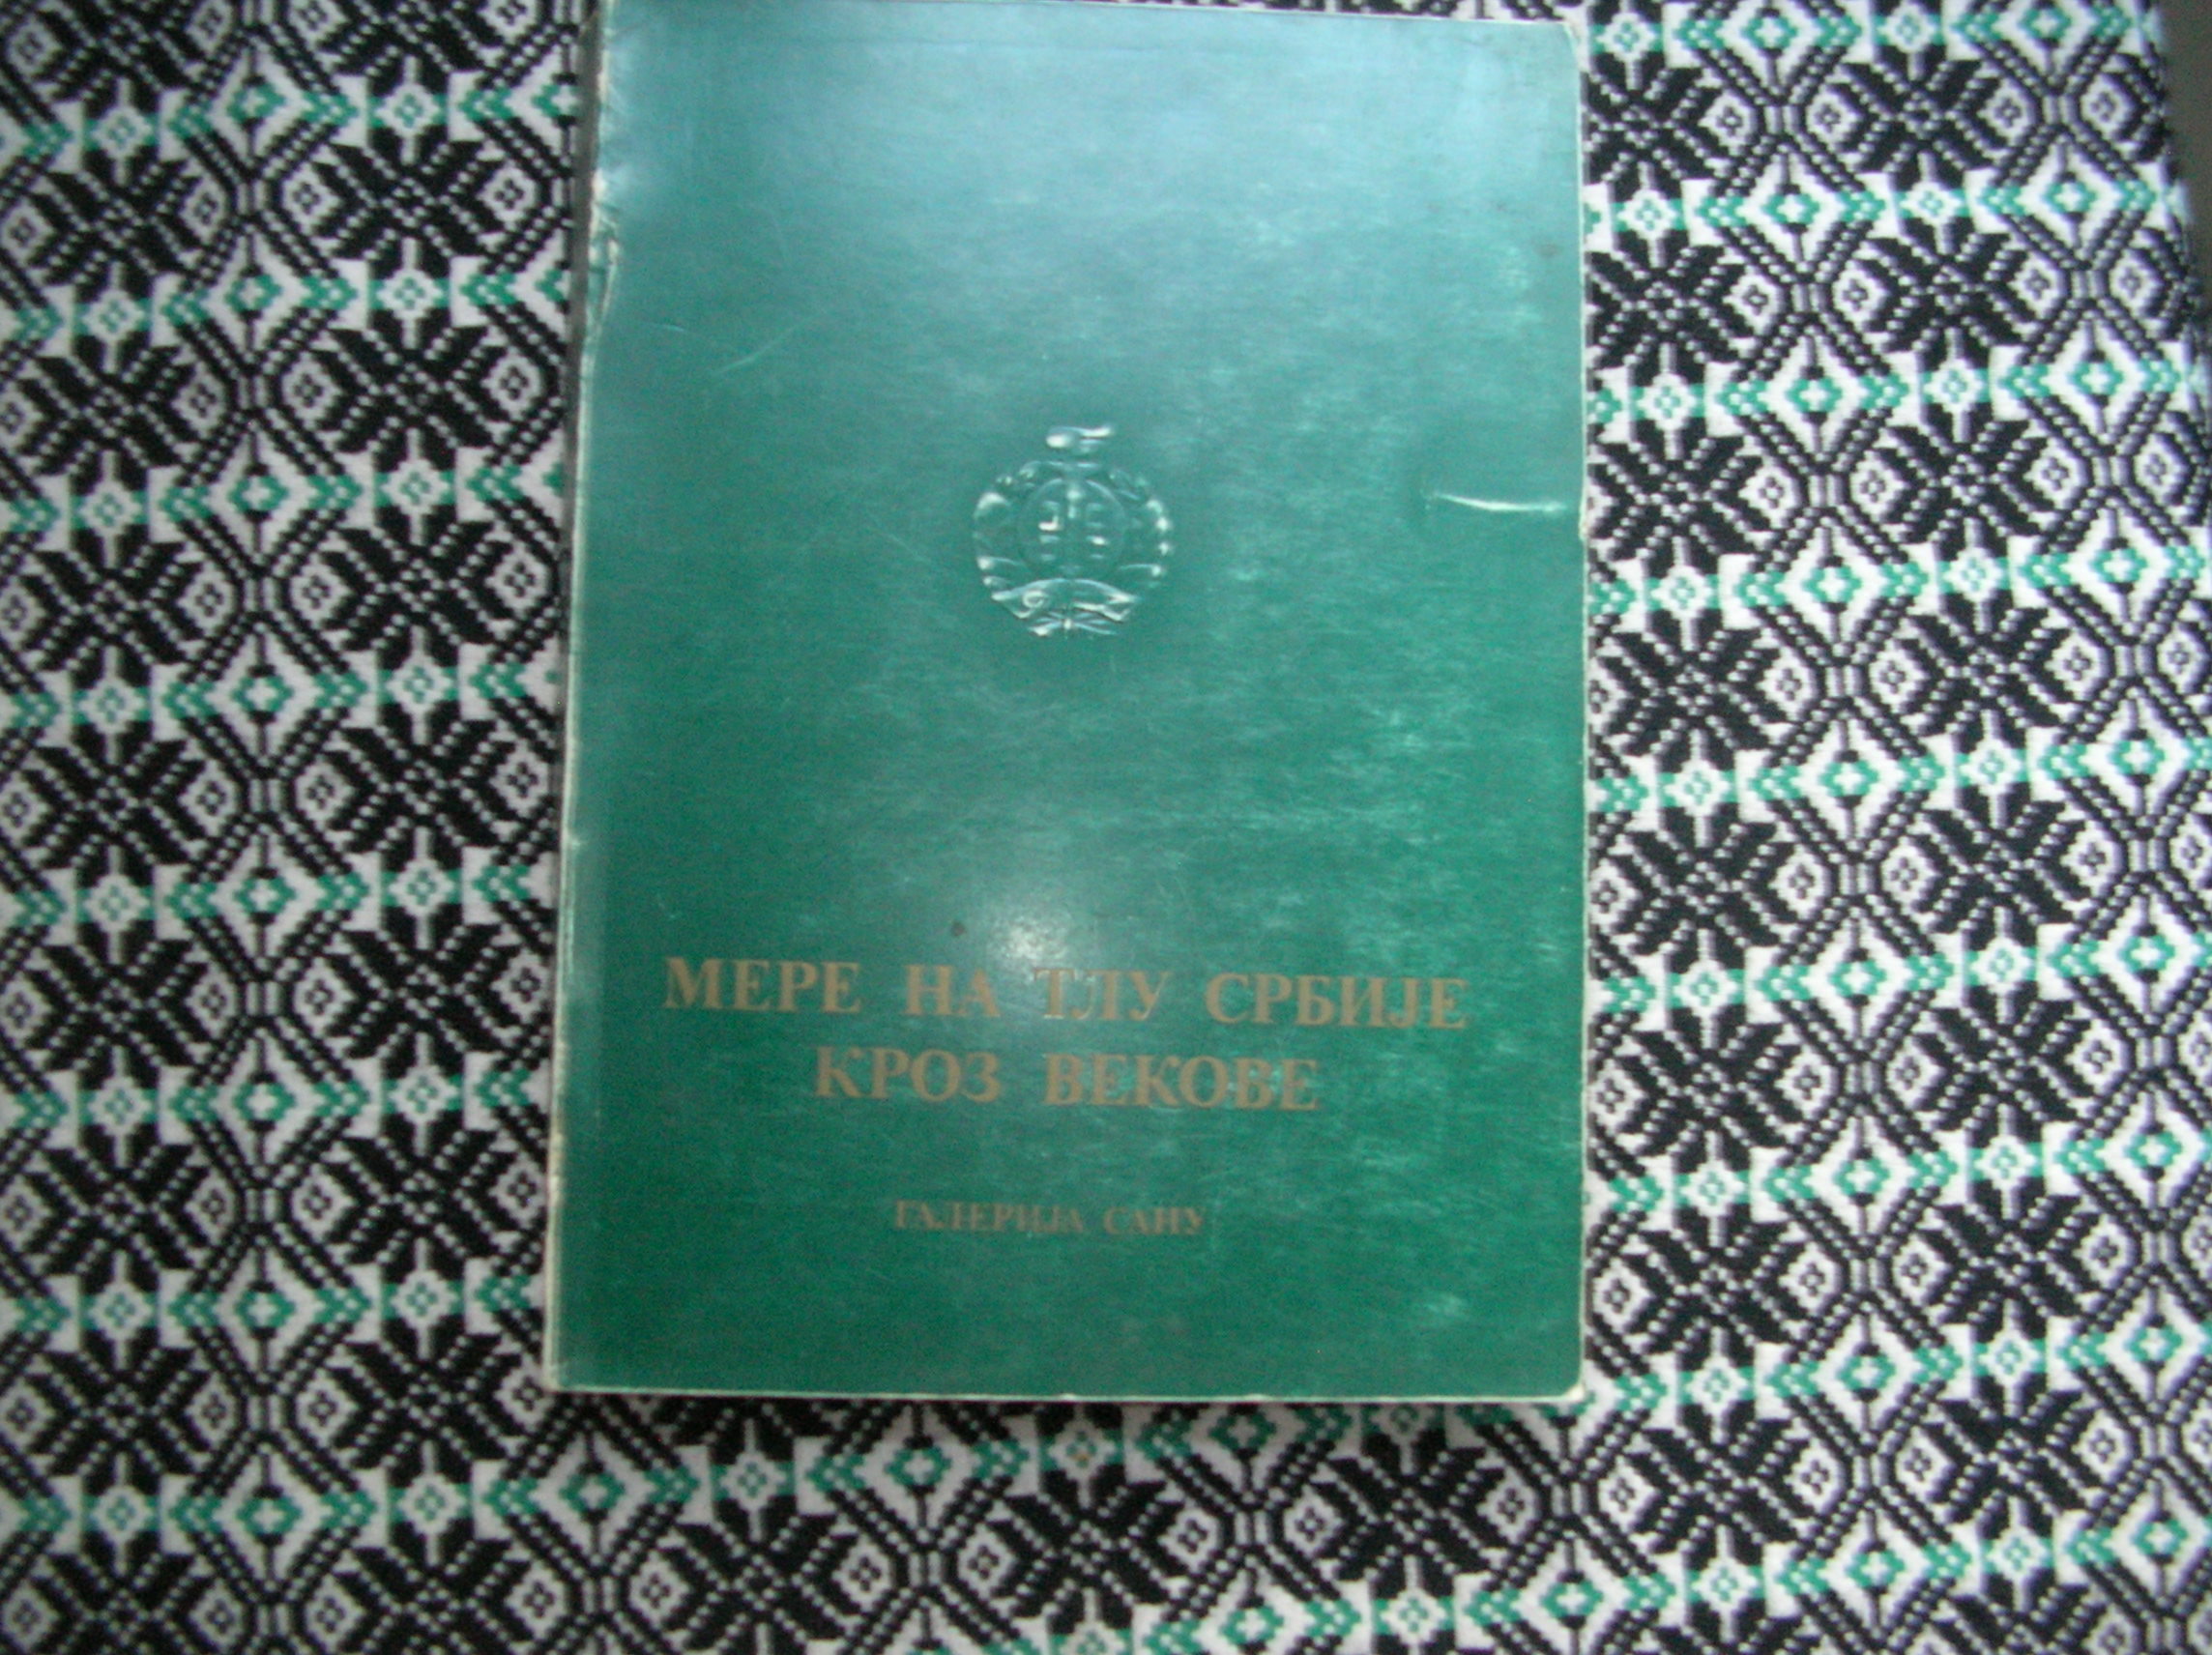 МЕРЕ НА ТЛУ СРБИЈЕ
КРОЗ ВЕКОВЕ
ГАЛЕРИЈА САНУ